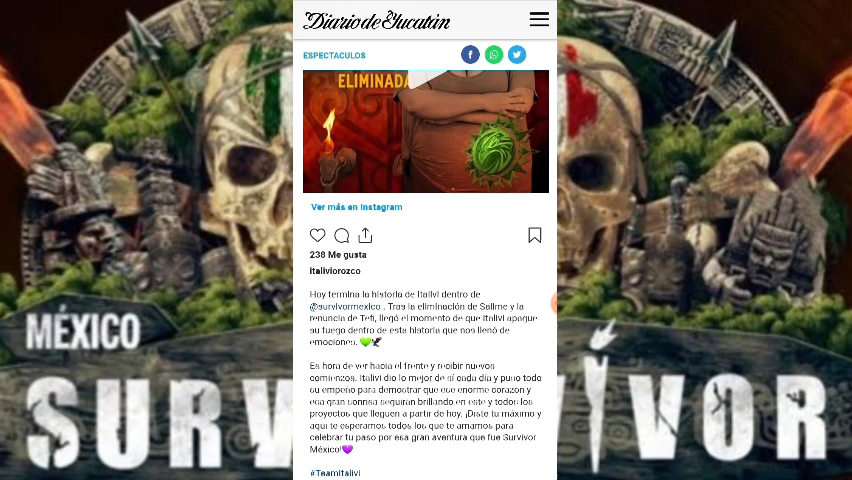 Diario de Yucatán
ESPECTACULOS
ELIMINADA
Ver más en Instagram
238 Me gusta
italiviorozco
Hoy termina la historia de Italivi dentro de
@survivormexico . Tras la eliminación de Sallme y la
renuncia de Tefi, llegó el momento de que Italivi apague
su fuego dentro de esta historia que nos llenó de
emociones. 💚
Es hora de ver hacia el frente y recibir nuevos
comienzos. Italivi dio lo mejor de sí cada día y puso todo
su empeño para demostrar que ese enorme corazón y
esa gran sonrisa seguirán brillando en este y todos los
proyectos que lleguen a partir de hoy. ¡Diste tu máximo y
aquí te esperamos todos los que te amamos para
celebrar tu paso por esa gran aventura que fue Survivor
México!💜
#TeamItalivi
MÉXICO
SURVIVOR